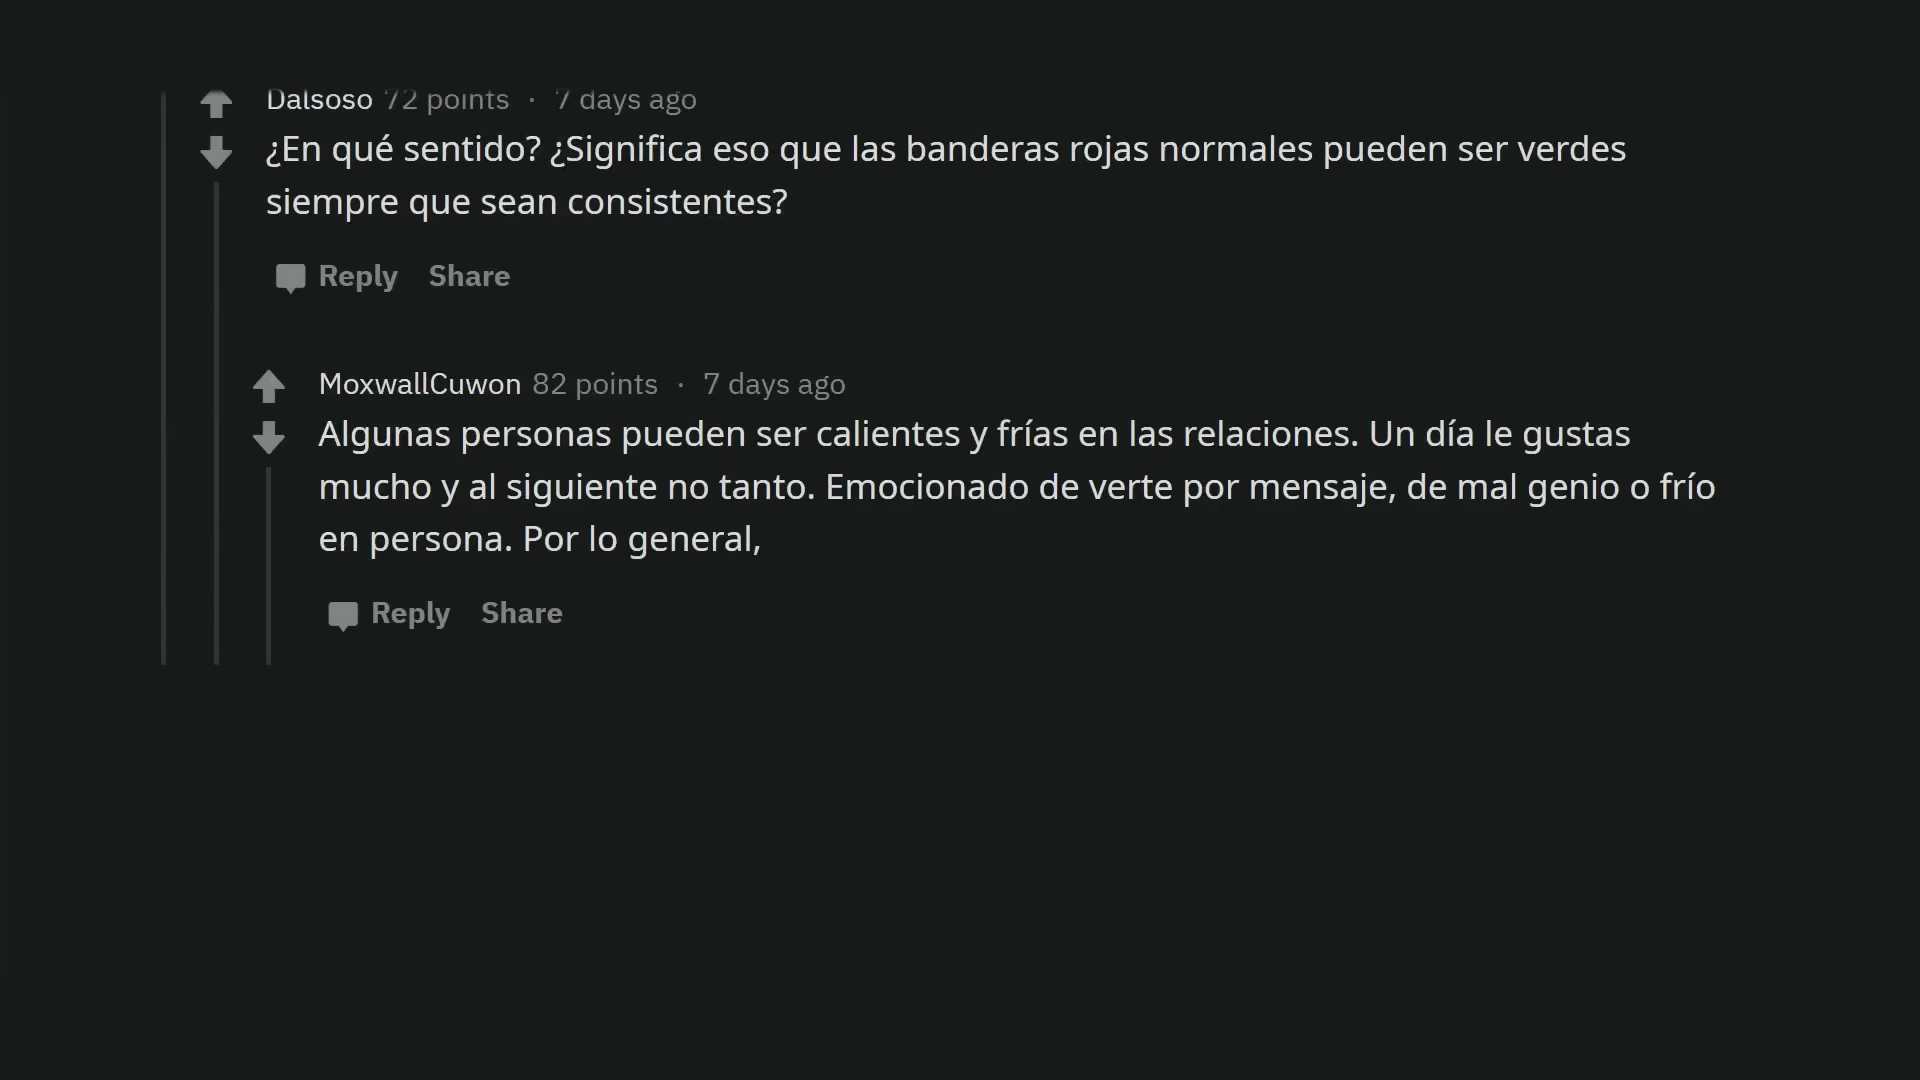 Dalsoso 72 points · 7 days ago
¿En qué sentido? ¿Significa eso que las banderas rojas normales pueden ser verdes
siempre que sean consistentes?
Reply Share
MoxwallCuwon 82 points · 7 days ago
Algunas personas pueden ser calientes y frías en las relaciones. Un día le gustas
mucho y al siguiente no tanto. Emocionado de verte por mensaje, de mal genio o frío
en persona. Por lo general,
Reply Share